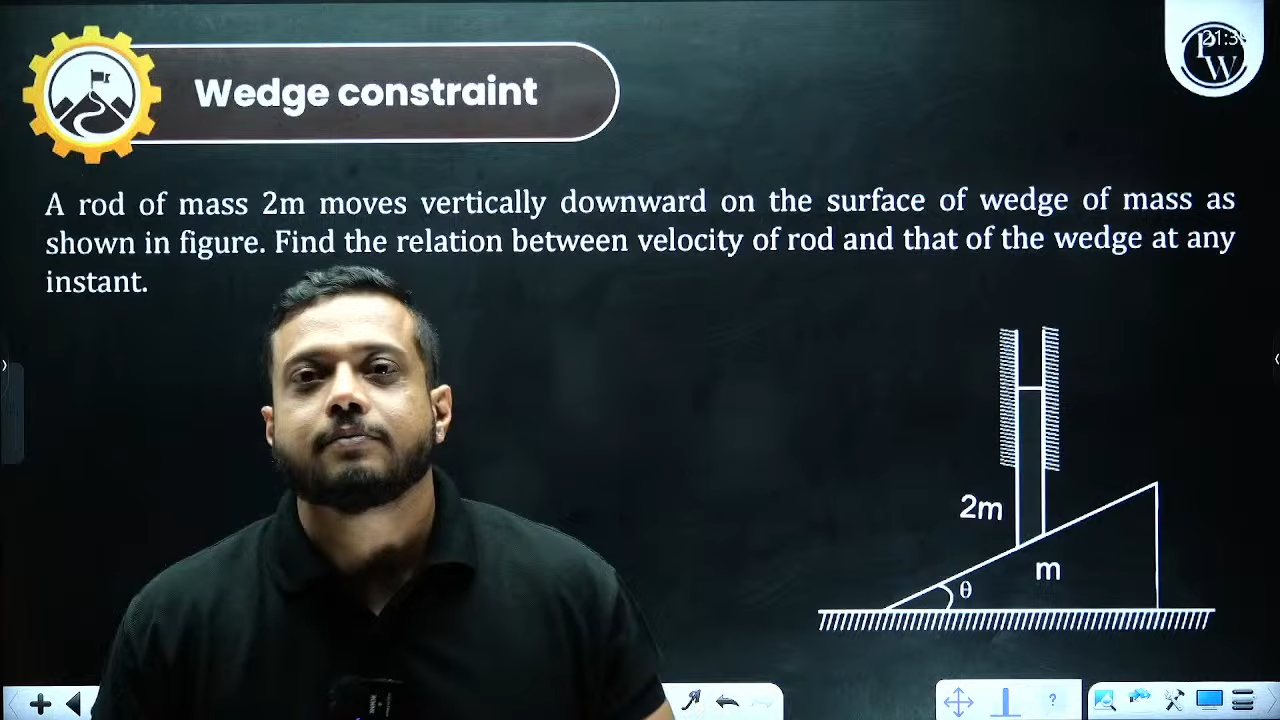 Wedge constraint
A rod of mass 2m moves vertically downward on the surface of wedge of mass as
shown in figure. Find the relation between velocity of rod and that of the wedge at any
instant.
2m
m
θ
PW
?